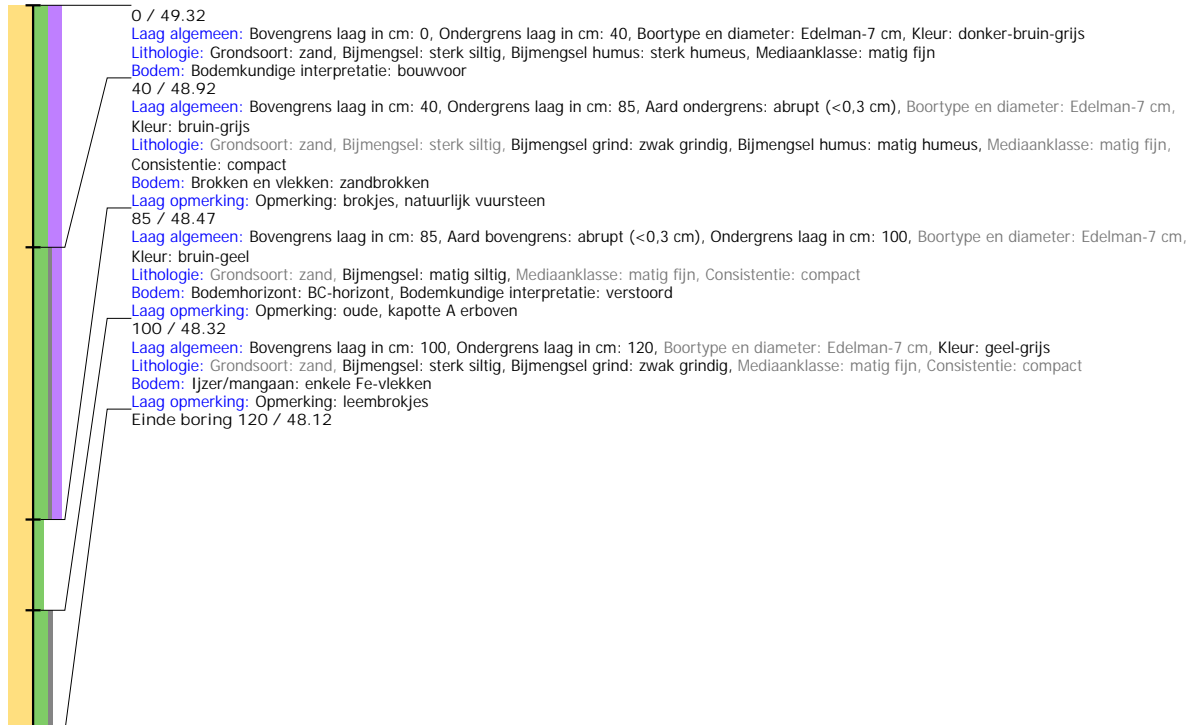 0 / 49.32
Laag algemeen: Bovengrens laag in cm: 0, Ondergrens laag in cm: 40, Boortype en diameter: Edelman-7 cm, Kleur: donker-bruin-grijs
Lithologie: Grondsoort: zand, Bijmengsel: sterk siltig, Bijmengsel humus: sterk humeus, Mediaanklasse: matig fijn
Bodem: Bodemkundige interpretatie: bouwvoor
40 / 48.92
Laag algemeen: Bovengrens laag in cm: 40, Ondergrens laag in cm: 85, Aard ondergrens: abrupt (<0,3 cm), Boortype en diameter: Edelman-7 cm,
Kleur: bruin-grijs
Lithologie: Grondsoort: zand, Bijmengsel: sterk siltig, Bijmengsel grind: zwak grindig, Bijmengsel humus: matig humeus, Mediaanklasse: matig fijn,
Consistentie: compact
Bodem: Brokken en vlekken: zandbrokken
Laag opmerking: Opmerking: brokjes, natuurlijk vuursteen
85 / 48.47
Laag algemeen: Bovengrens laag in cm: 85, Aard bovengrens: abrupt (<0,3 cm), Ondergrens laag in cm: 100, Boortype en diameter: Edelman-7 cm,
Kleur: bruin-geel
Lithologie: Grondsoort: zand, Bijmengsel: matig siltig, Mediaanklasse: matig fijn, Consistentie: compact
Bodem: Bodemhorizont: BC-horizont, Bodemkundige interpretatie: verstoord
Laag opmerking: Opmerking: oude, kapotte A erboven
100 / 48.32
Laag algemeen: Bovengrens laag in cm: 100, Ondergrens laag in cm: 120, Boortype en diameter: Edelman-7 cm, Kleur: geel-grijs
Lithologie: Grondsoort: zand, Bijmengsel: sterk siltig, Bijmengsel grind: zwak grindig, Mediaanklasse: matig fijn, Consistentie: compact
Bodem: Ijzer/mangaan: enkele Fe-vlekken
Laag opmerking: Opmerking: leembrokjes
Einde boring 120 / 48.12